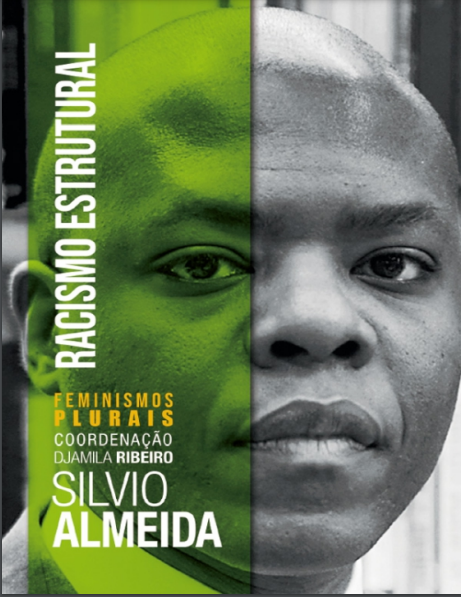 RACISMO ESTRUTURAL
FEMINISMOS
PLURAIS
COORDENAÇÃO
DJAMILA RIBEIRO
SILVIO
ALMEIDA